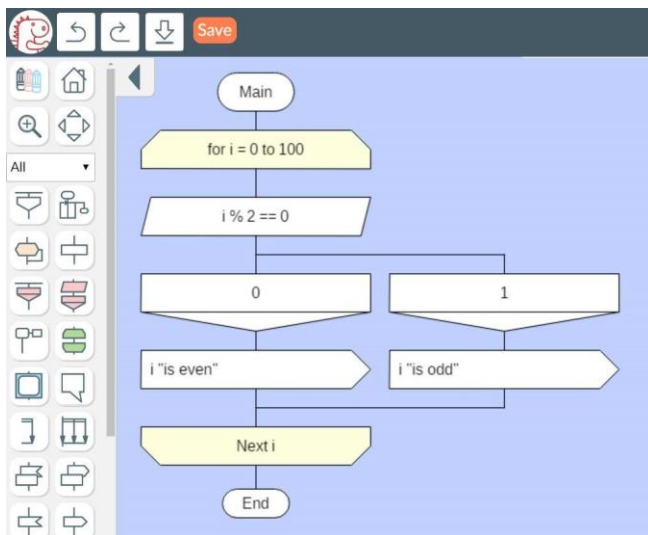 Save
All
Main
for i = 0 to 100
i % 2 == 0
0
1
i "is even"
i "is odd"
Next i
End